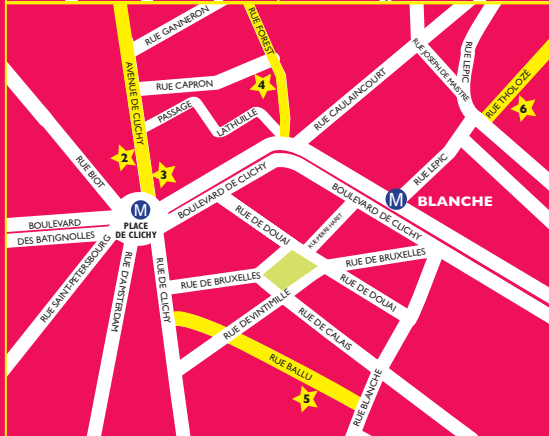 RUE GANNERON
RUE FOREST
AVENUE DE CLICHY
RUE CAPRON
4
PASSAGE
LATHUILLE
RUE CAULAINCOURT
RUE JOSEPH DE MAISTRE
RUE LEPIC
RUE THOLOZÉ
6
2
3
RUE BIOT
RUE LEPIC
M
BLANCHE
BOULEVARD DE CLICHY
BOULEVARD DE CLICHY
M
PLACE
DE CLICHY
BOULEVARD
DES BATIGNOLLES
RUE DE DOUAI
RUE PIERRE HARET
RUE SAINT-PETERSBOURG
RUE D'AMSTERDAM
RUE DE CLICHY
RUE DE BRUXELLES
RUE DE BRUXELLES
RUE DE DOUAI
RUE DEVINTIMILLE
RUE DE CALAIS
RUE BALLU
5
RUE BLANCHE